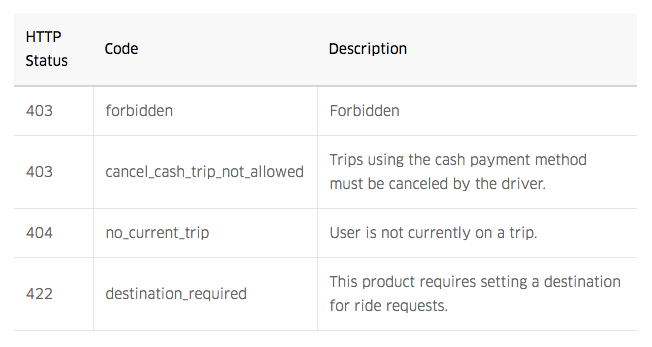 HTTP Status Code Description
403 forbidden Forbidden
403 cancel_cash_trip_not_allowed Trips using the cash payment method
must be canceled by the driver.
404 no_current_trip User is not currently on a trip.
422 destination_required This product requires setting a destination
for ride requests.